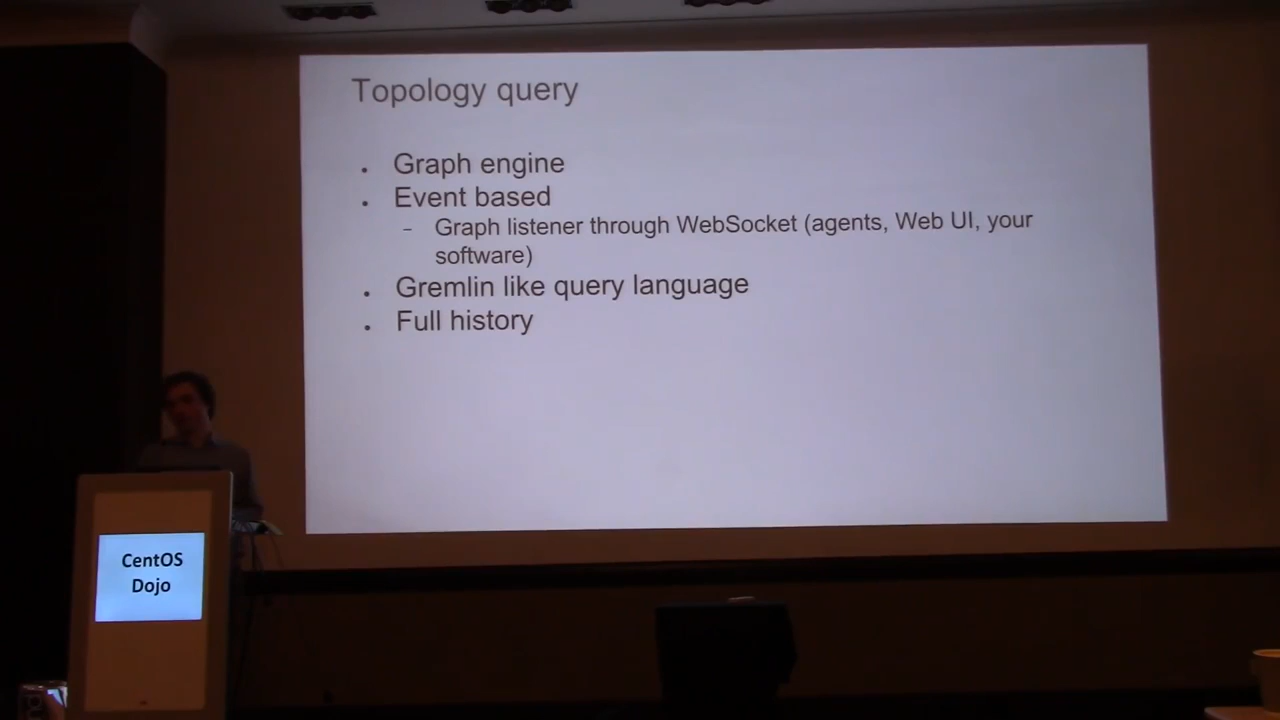 Topology query
. Graph engine
. Event based
– Graph listener through WebSocket (agents, Web UI, your
software)
. Gremlin like query language
. Full history
CentOS
Dojo